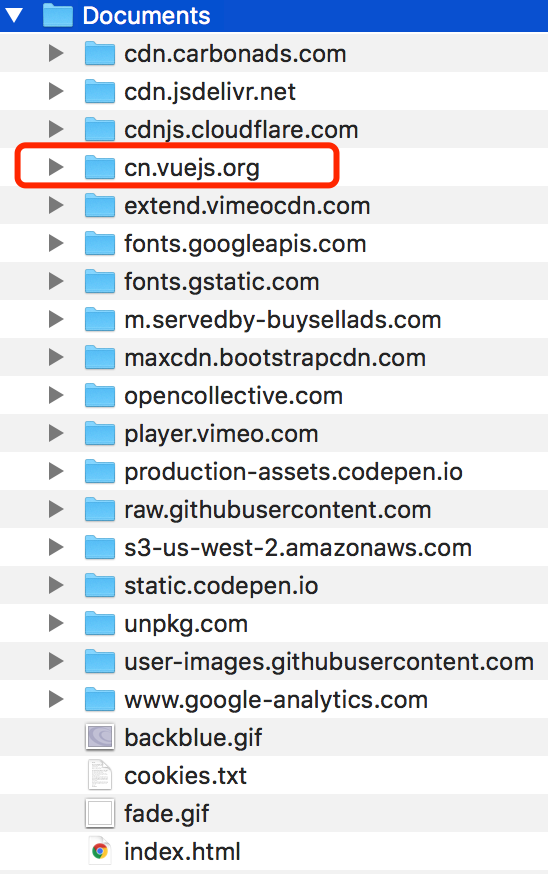 Documents
cdn.carbonads.com
cdn.jsdelivr.net
cdnjs.cloudflare.com
cn.vuejs.org
extend.vimeocdn.com
fonts.googleapis.com
fonts.gstatic.com
m.servedby-buysellads.com
maxcdn.bootstrapcdn.com
opencollective.com
player.vimeo.com
production-assets.codepen.io
raw.githubusercontent.com
s3-us-west-2.amazonaws.com
static.codepen.io
unpkg.com
user-images.githubusercontent.com
www.google-analytics.com
backblue.gif
cookies.txt
fade.gif
index.html